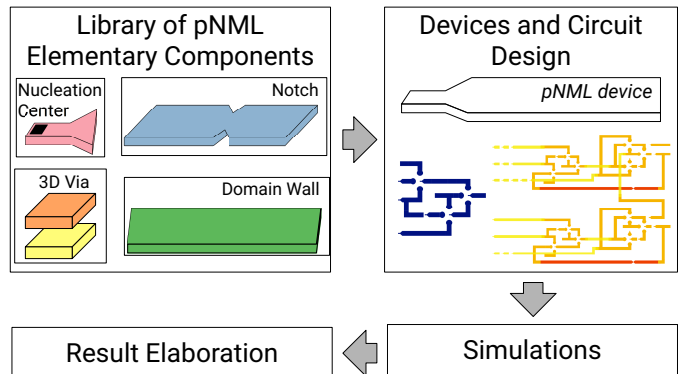 Library of pNML
Elementary Components
Nucleation
Center
Notch
3D Via
Domain Wall
Devices and Circuit
Design
pNML device
Result Elaboration
Simulations